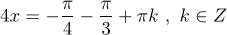 4x = −π/4 − π/3 + πk , k ∈ Z